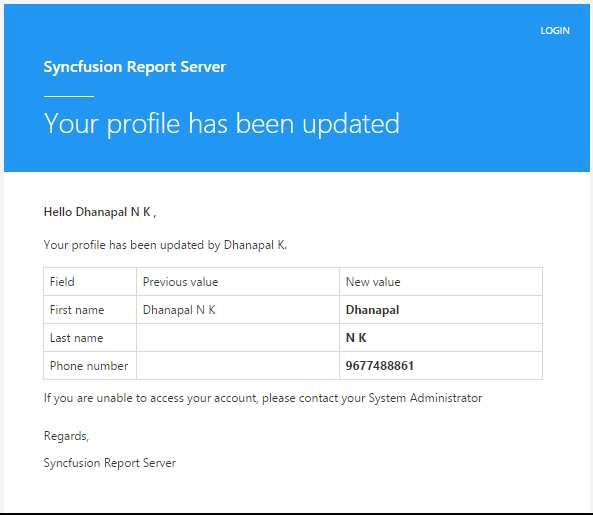 LOGIN
Syncfusion Report Server
Your profile has been updated
Hello Dhanapal N K ,
Your profile has been updated by Dhanapal K.
Field Previous value New value
First name Dhanapal N K Dhanapal
Last name N K
Phone number 9677488861
If you are unable to access your account, please contact your System Administrator
Regards,
Syncfusion Report Server